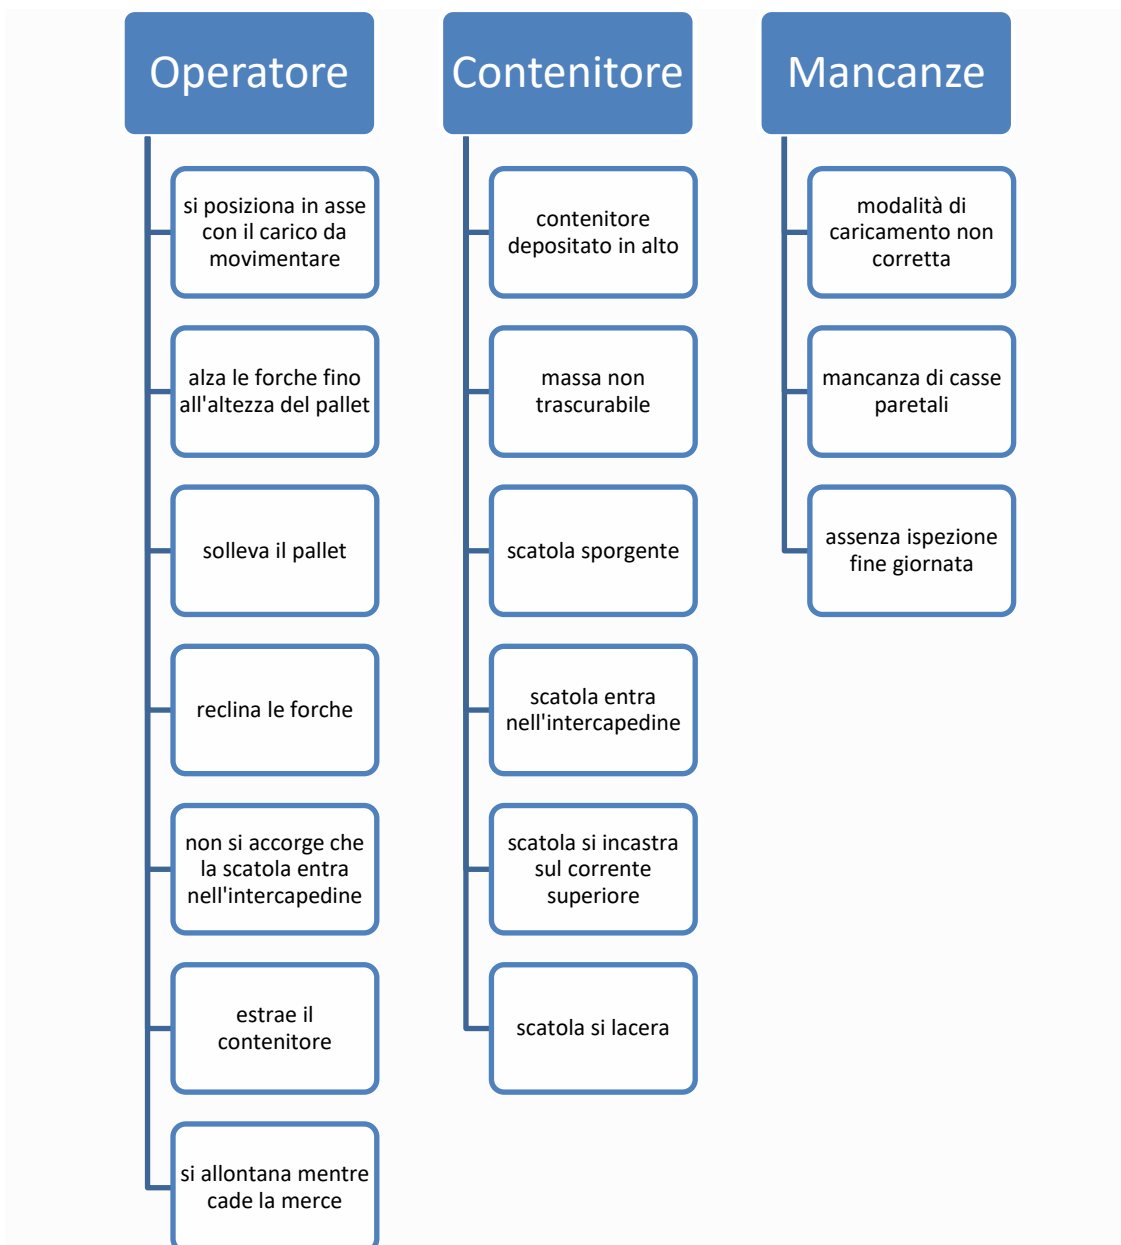 Operatore
si posiziona in asse
con il carico da
movimentare
alza le forche fino
all'altezza del pallet
solleva il pallet
reclina le forche
non si accorge che
la scatola entra
nell'intercapedine
estrae il
contenitore
si allontana mentre
cade la merce
Contenitore
contenitore
depositato in alto
massa non
trascurabile
scatola sporgente
scatola entra
nell'intercapedine
scatola si incastra
sul corrente
superiore
scatola si lacera
Mancanze
modalità di
caricamento non
corretta
mancanza di casse
paretali
assenza ispezione
fine giornata